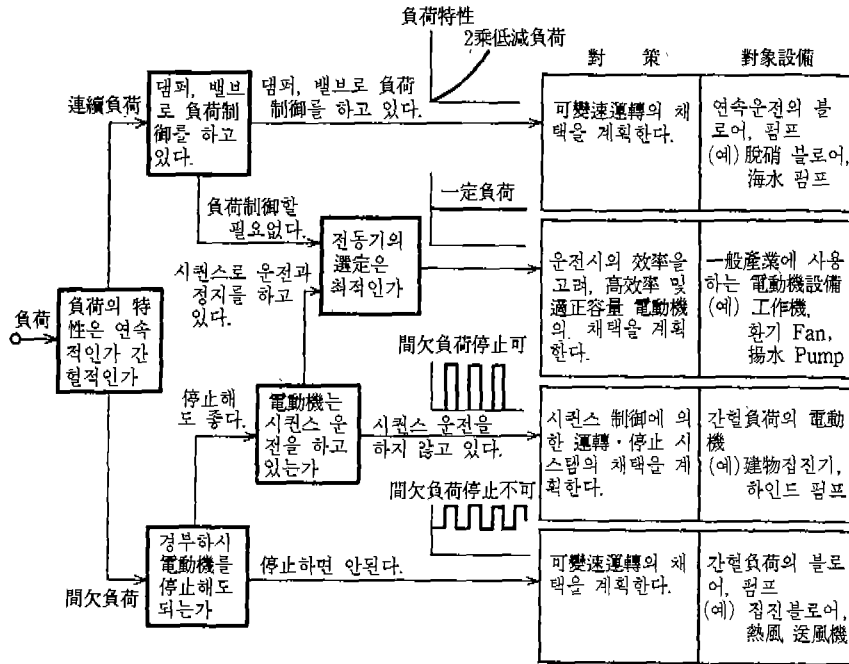 負荷特性
2乗低減負荷
對 策
對象設備
連續負荷
댐퍼, 밸브
로 負荷制
御를 하고
있다.
댐퍼, 밸브로 負荷
制御를 하고 있다.
可變速運轉의 채
택을 계획한다.
연속운전의 블
로어, 펌프
(예) 脫硝 블로어,
海水 펌프
負荷制御할
필요없다.
一定負荷
전동기의
選定은
최적인가
운전시의 效率을
고려, 高效率 및
適正容量 電動機
의 채택을 계획
한다.
一般產業에 사용
하는 電動機設備
(예) 工作機,
환기 Fan,
揚水 Pump
시퀀스로 운전과
정지를 하고
있다.
負荷
負荷의 特
性은 연속
적인가 간
헐적인가
間欠負荷停止可
停止해
도 좋다.
電動機는
시퀀스 운
전을 하고
있는가
시퀀스 운전을
하지 않고 있다.
시퀀스 制御에 의
한 運轉·停止 시
스템의 채택을 계
획한다.
간헐負荷의 電動
機
(예)建物집진기,
하인드 펌프
間欠負荷停止不可
間欠負荷
경부하시
電動機를
停止해도
되는가
停止하면 안된다.
可變速運轉의 채
택을 계획한다.
간헐負荷의 블로
어, 펌프
(예) 집진블로어,
熱風 送風機